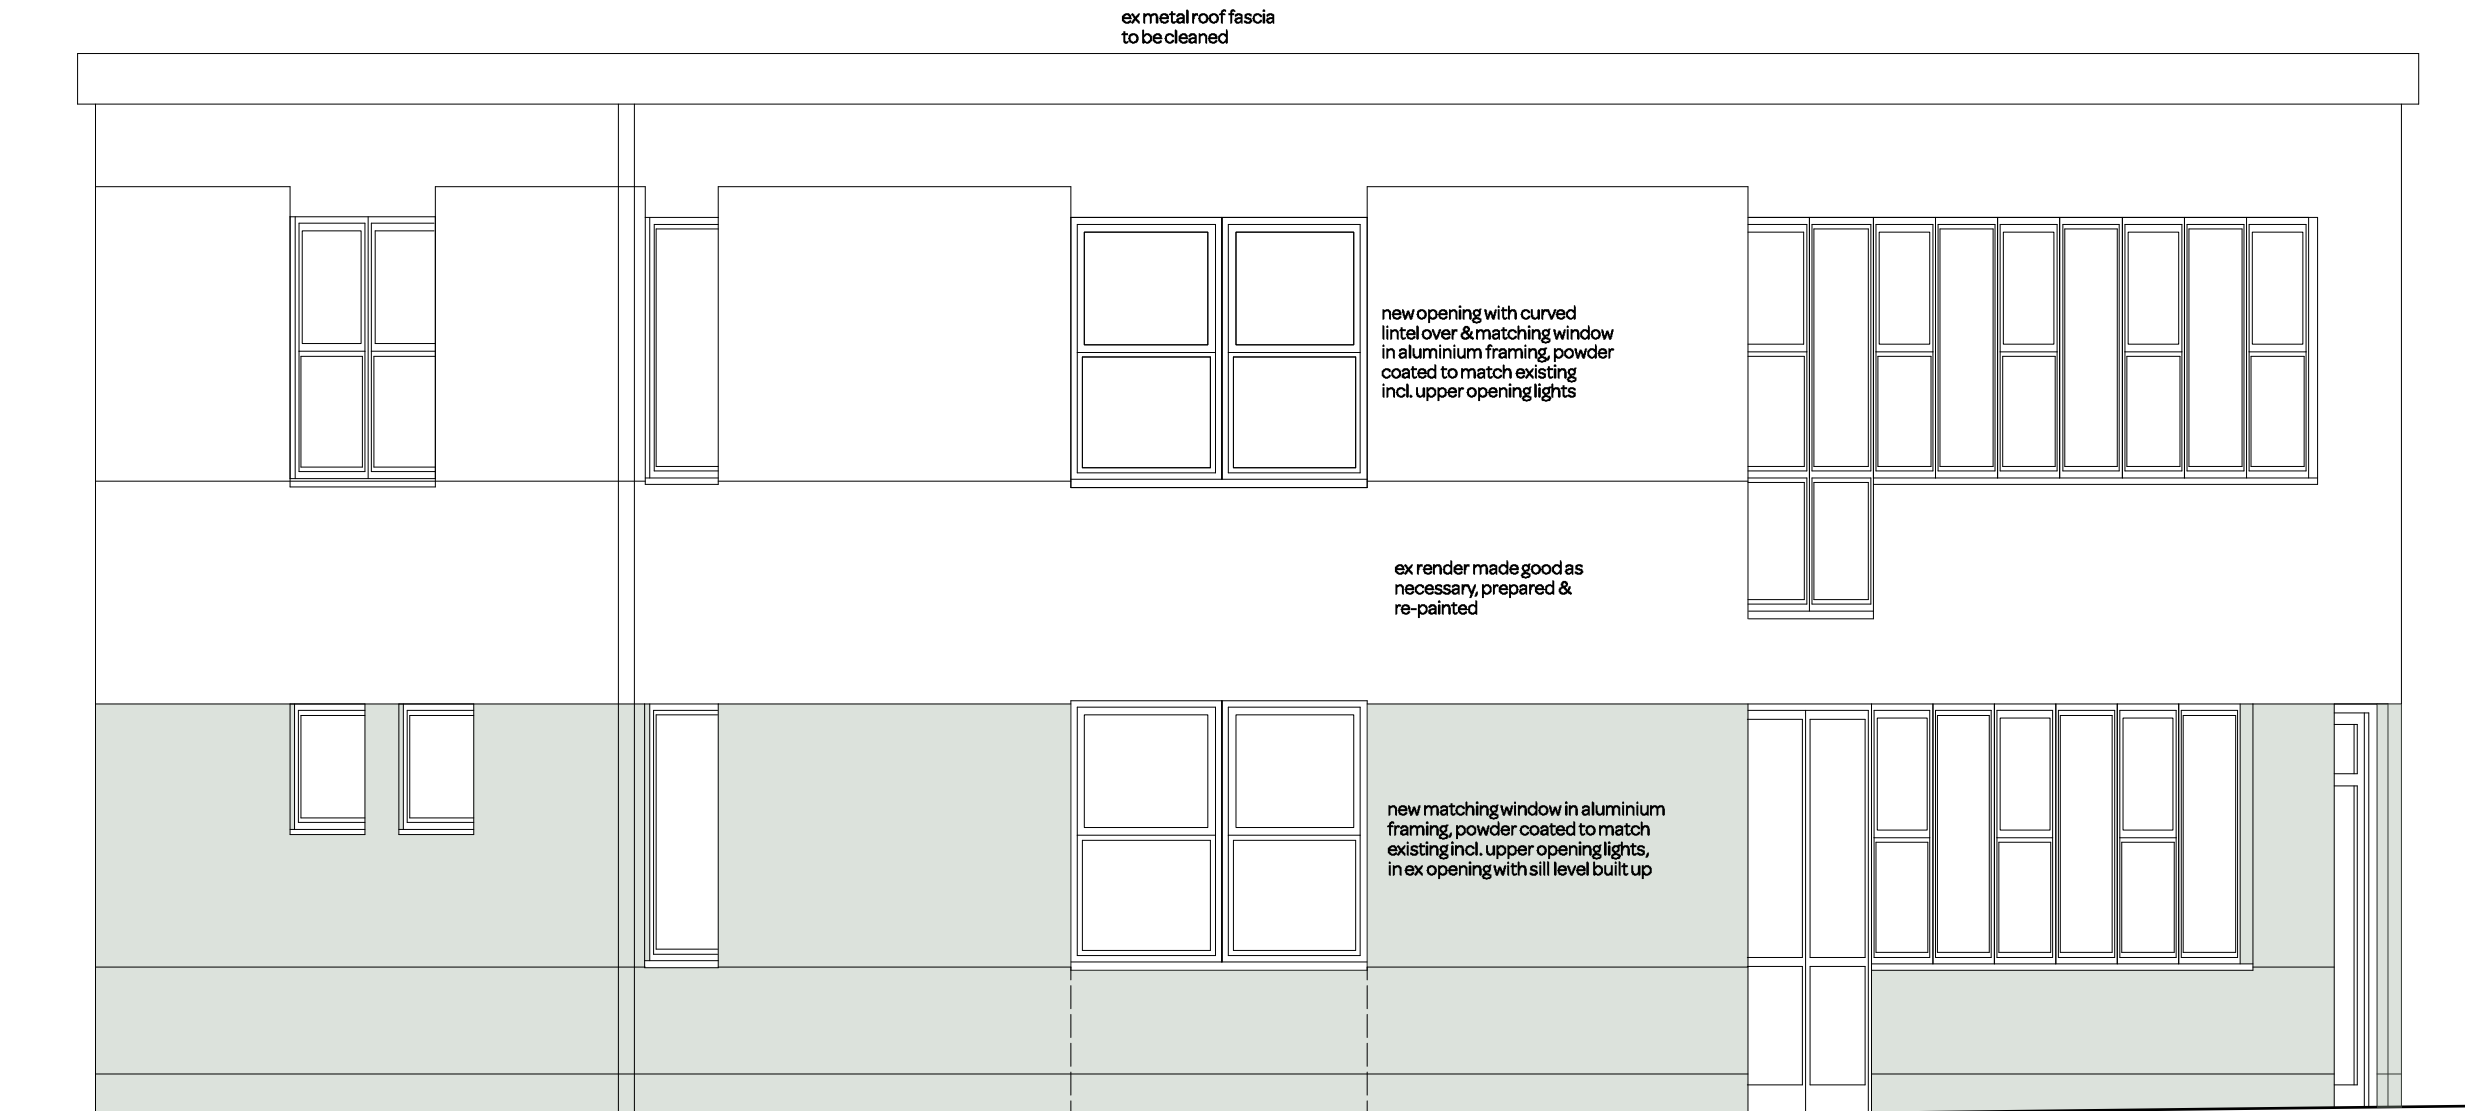 ex metal roof fascia
to be cleaned
new opening with curved
lintel over & matching window
in aluminium framing, powder
coated to match existing
incl. upper opening lights
ex render made good as
necessary, prepared &
re-painted
new matching window in aluminium
framing, powder coated to match
existing incl. upper opening lights,
in ex opening with sill level built up